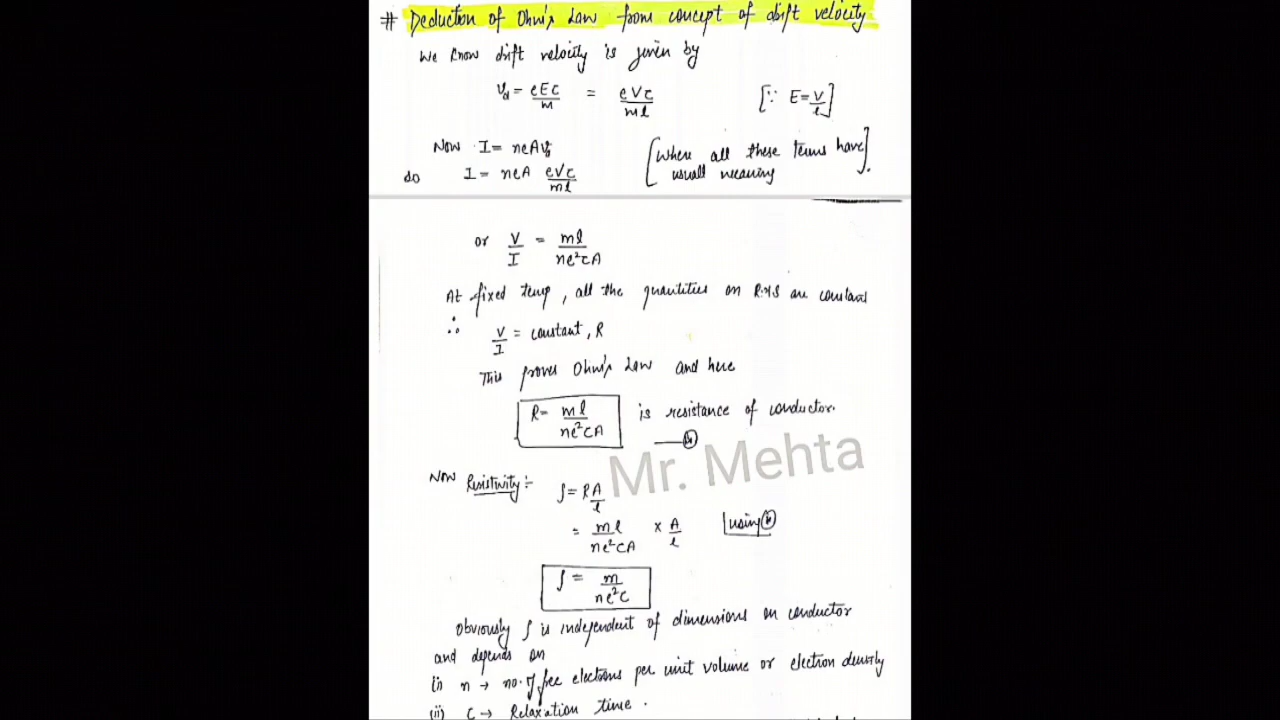 # Deduction of Ohm's Law from concept of drift velocity
We know drift velocity is given by
Vd = eEτ/m = eVτ/ml [∵ E = V/l]
Now I = neAVd [Where all these terms have
so I = neA eVτ/ml usuall meaning].
or V/I = ml/ne²τA
At fixed temp, all the quantities on R.H.S are constant
∴ V/I = constant, R
This proves Ohm's Law and here
R = ml/ne²τA is resistance of conductor.
Mr. Mehta
Now Resistivity :- ρ = RA/l
= ml/ne²τA × A/l
ρ = m/ne²τ
Obviously ρ is independent of dimensions on conductor
and depends on
(i) n → no. of free electrons per unit volume or electron density
(ii) τ → Relaxation time.